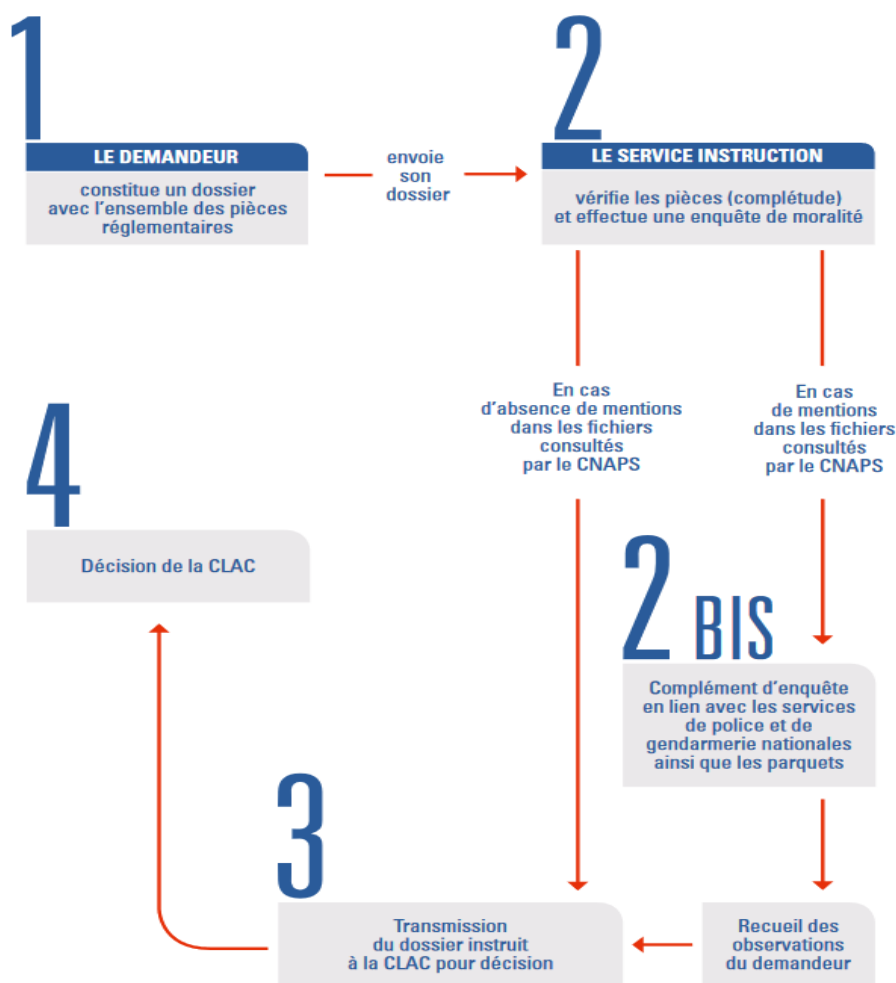 1
LE DEMANDEUR
constitue un dossier
avec l'ensemble des pièces
réglementaires
envoie
son
dossier
2
LE SERVICE INSTRUCTION
vérifie les pièces (complétude)
et effectue une enquête de moralité
En cas
d'absence de mentions
dans les fichiers
consultés
par le CNAPS
En cas
de mentions
dans les fichiers
consultés
par le CNAPS
2 BIS
Complément d'enquête
en lien avec les services
de police et de
gendarmerie nationales
ainsi que les parquets
Recueil des
observations
du demandeur
3
Transmission
du dossier instruit
à la CLAC pour décision
4
Décision de la CLAC